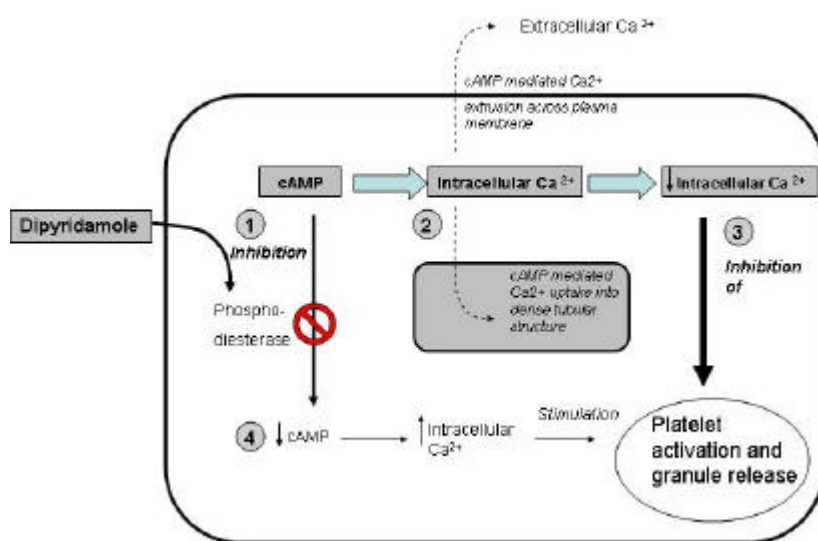 Extracellular Ca 2+
cAMP mediated Ca2+
extrusion across plasma
membrane
cAMP
Intracellular Ca 2+
↓Intracellular Ca 2+
Dipyridamole
1
Inhibition
2
3
Inhibition
of
cAMP mediated
Ca2+ uptake into
dense tubular
structure
Phospho-
diesterase
4
↓cAMP
↑Intracellular
Ca2+
Stimulation
Platelet
activation and
granule release